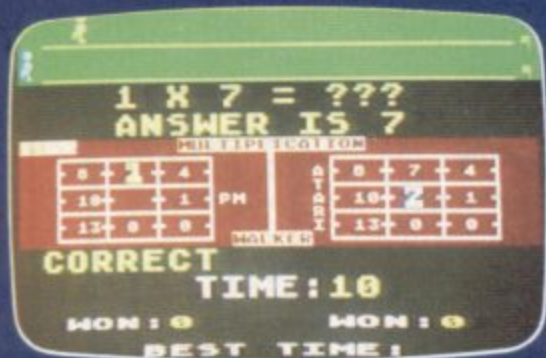 1 X 7 = ???
ANSWER IS 7
MULTIPLICATION
8 1 4 8 7 4
10 1 PM ATARI 10 2 1
13 0 0 13 0 0
WALKER
CORRECT
TIME:10
WON:0 WON:0
BEST TIME: